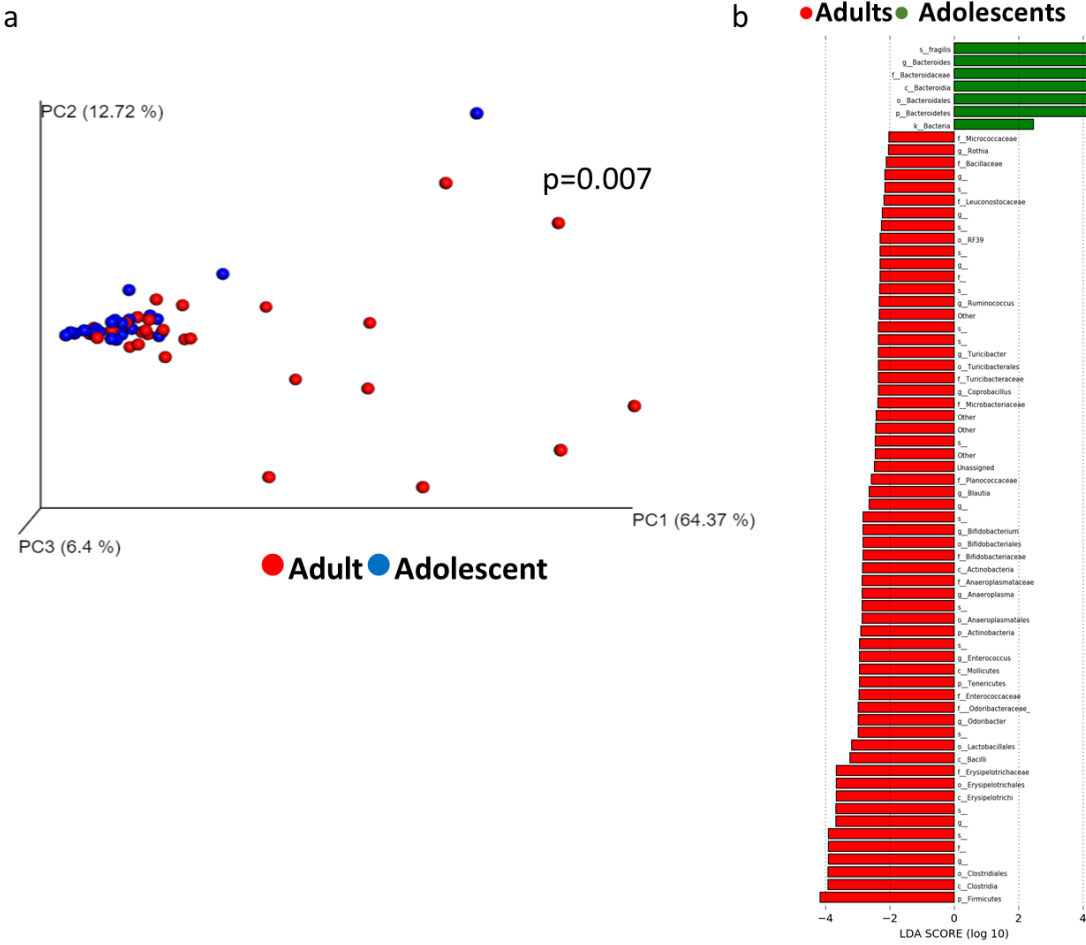 a
PC2 (12.72 %)
p=0.007
PC1 (64.37 %)
PC3 (6.4 %)
Adult Adolescent
b
Adults Adolescents
s__fragilis
g__Bacteroides
f__Bacteroidaceae
c__Bacteroidia
o__Bacteroidales
p__Bacteroidetes
k__Bacteria
f__Micrococcaceae
g__Rothia
f__Bacillaceae
g__
s__
f__Leuconostocaceae
g__
s__
o__RF39
s__
g__
f__
s__
g__Ruminococcus
Other
s__
s__
g__Turicibacter
o__Turicibacterales
f__Turicibacteraceae
g__Coprobacillus
f__Microbacteriaceae
Other
Other
s__
Other
Unassigned
f__Planococcaceae
g__Blautia
g__
s__
g__Bifidobacterium
o__Bifidobacteriales
f__Bifidobacteriaceae
c__Actinobacteria
f__Anaeroplasmataceae
g__Anaeroplasma
s__
o__Anaeroplasmatales
p__Actinobacteria
s__
g__Enterococcus
c__Mollicutes
p__Tenericutes
f__Enterococcaceae
f___Odoribacteraceae_
g__Odoribacter
s__
o__Lactobacillales
c__Bacilli
f__Erysipelotrichaceae
o__Erysipelotrichales
c__Erysipelotrichi
s__
g__
s__
f__
g__
o__Clostridiales
c__Clostridia
p__Firmicutes
−4 −2 0 2 4
LDA SCORE (log 10)